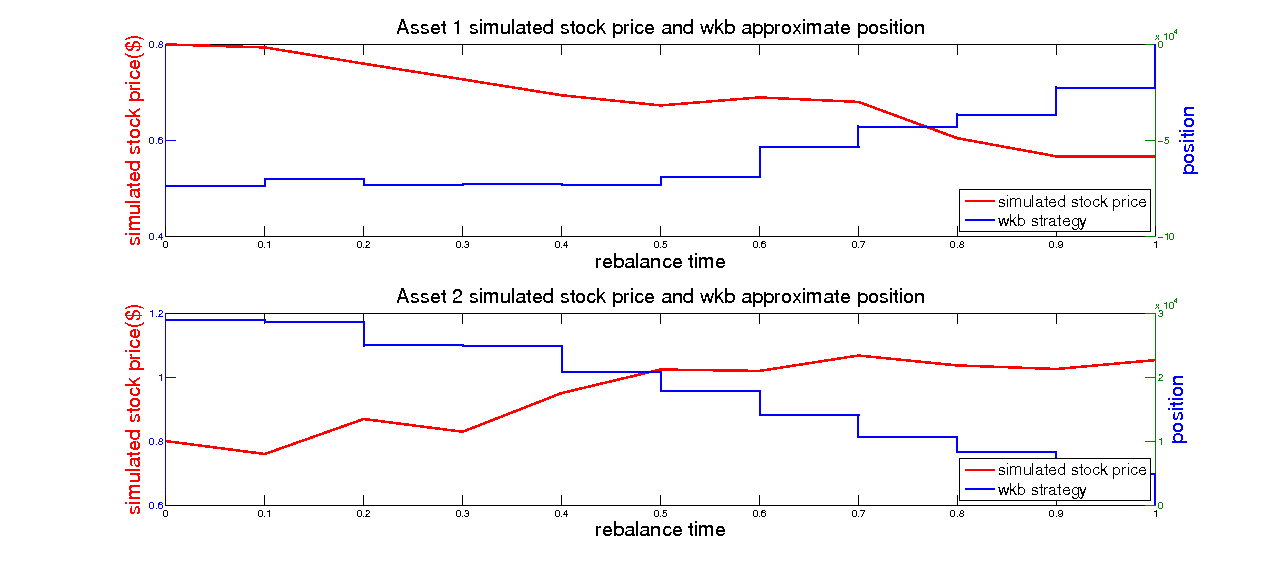 Asset 1 simulated stock price and wkb approximate position
x 10^4
0.8
0.6
0.4
0
−5
−10
simulated stock price($)
position
simulated stock price
wkb strategy
0 0.1 0.2 0.3 0.4 0.5 0.6 0.7 0.8 0.9 1
rebalance time
Asset 2 simulated stock price and wkb approximate position
x 10^4
1.2
1
0.8
0.6
3
2
1
0
simulated stock price($)
position
simulated stock price
wkb strategy
0 0.1 0.2 0.3 0.4 0.5 0.6 0.7 0.8 0.9 1
rebalance time